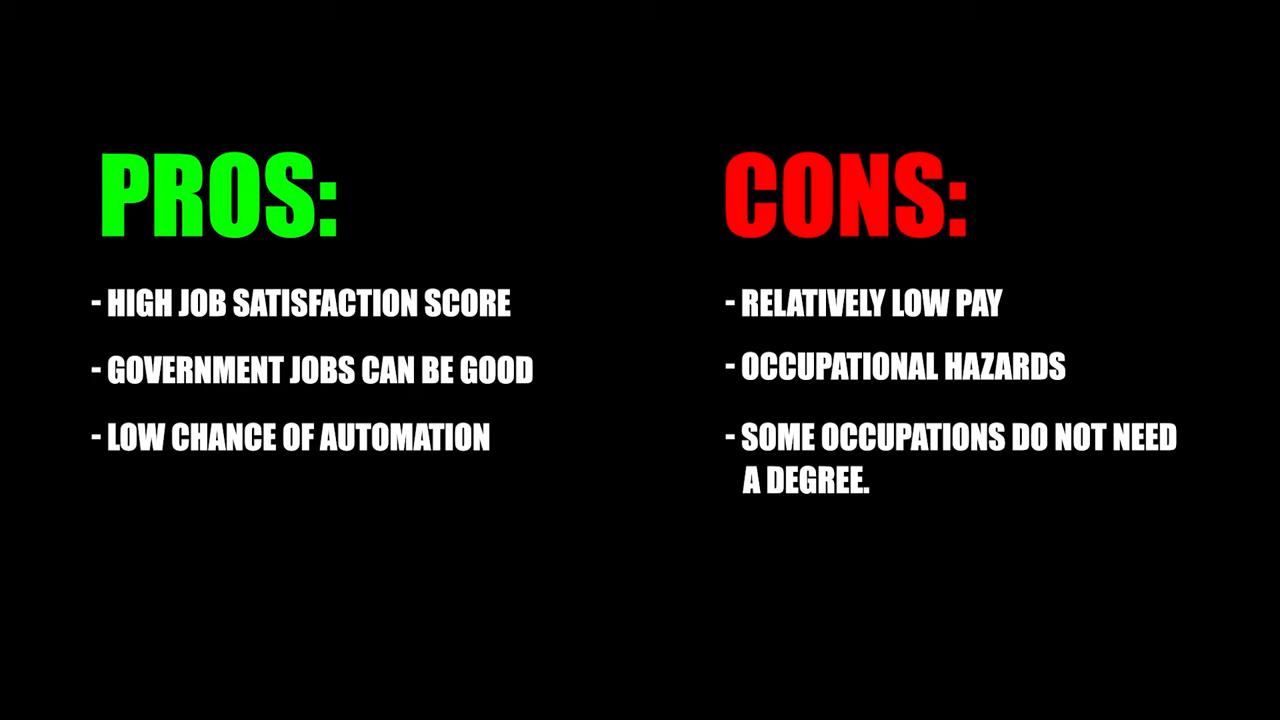 PROS:
- HIGH JOB SATISFACTION SCORE
- GOVERNMENT JOBS CAN BE GOOD
- LOW CHANCE OF AUTOMATION
CONS:
- RELATIVELY LOW PAY
- OCCUPATIONAL HAZARDS
- SOME OCCUPATIONS DO NOT NEED
A DEGREE.